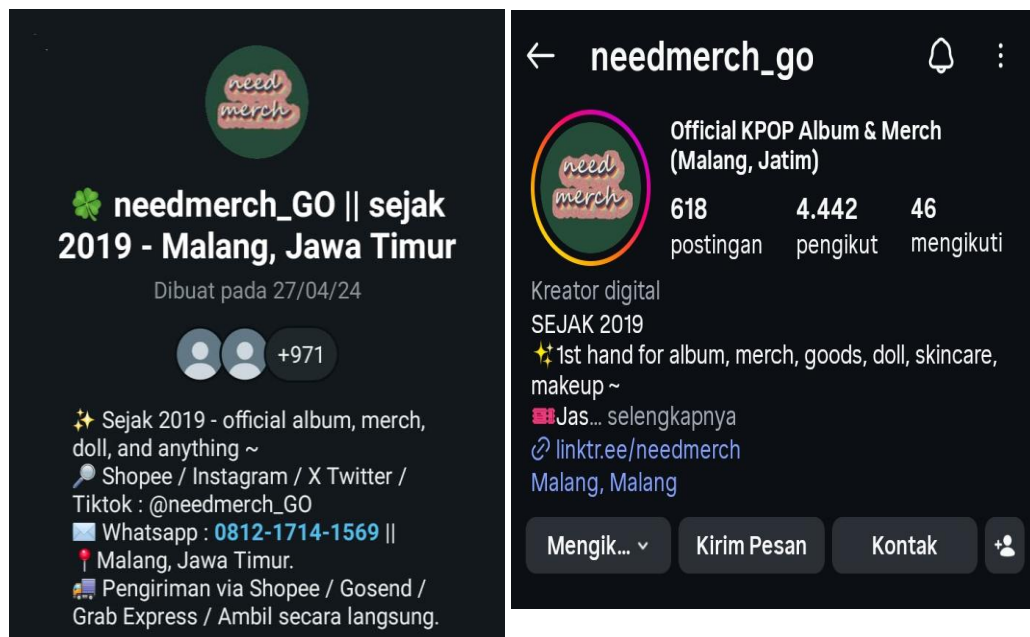 need
merch
🍀 needmerch_GO || sejak
2019 - Malang, Jawa Timur
Dibuat pada 27/04/24
+971
✨ Sejak 2019 - official album, merch,
doll, and anything ~
🔎 Shopee / Instagram / X Twitter /
Tiktok : @needmerch_GO
✉️ Whatsapp : 0812-1714-1569 ||
📍Malang, Jawa Timur.
🚚 Pengiriman via Shopee / Gosend /
Grab Express / Ambil secara langsung.
needmerch_go
need
merch
Official KPOP Album & Merch
(Malang, Jatim)
618 4.442 46
postingan pengikut mengikuti
Kreator digital
SEJAK 2019
✨1st hand for album, merch, goods, doll, skincare,
makeup ~
🎟️Jas... selengkapnya
linktr.ee/needmerch
Malang, Malang
Mengik... Kirim Pesan Kontak